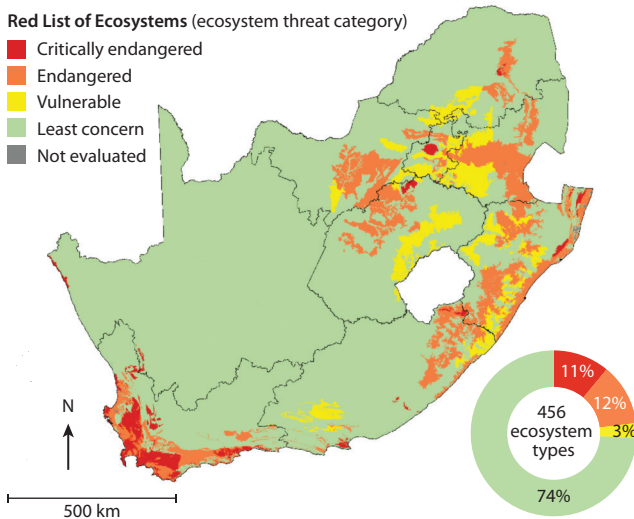 Red List of Ecosystems (ecosystem threat category)
Critically endangered
Endangered
Vulnerable
Least concern
Not evaluated
N
500 km
11%
12%
3%
456
ecosystem
types
74%